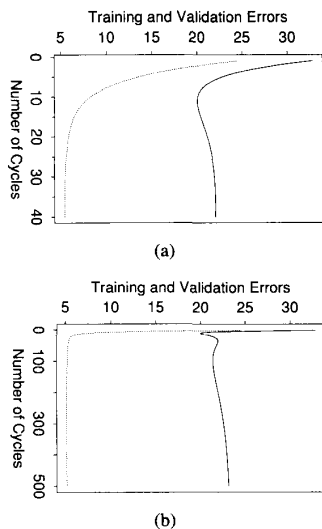 Training and Validation Errors
5 10 15 20 25 30
Number of Cycles
0
10
20
30
40
(a)
Training and Validation Errors
5 10 15 20 25 30
Number of Cycles
0
100
300
500
(b)